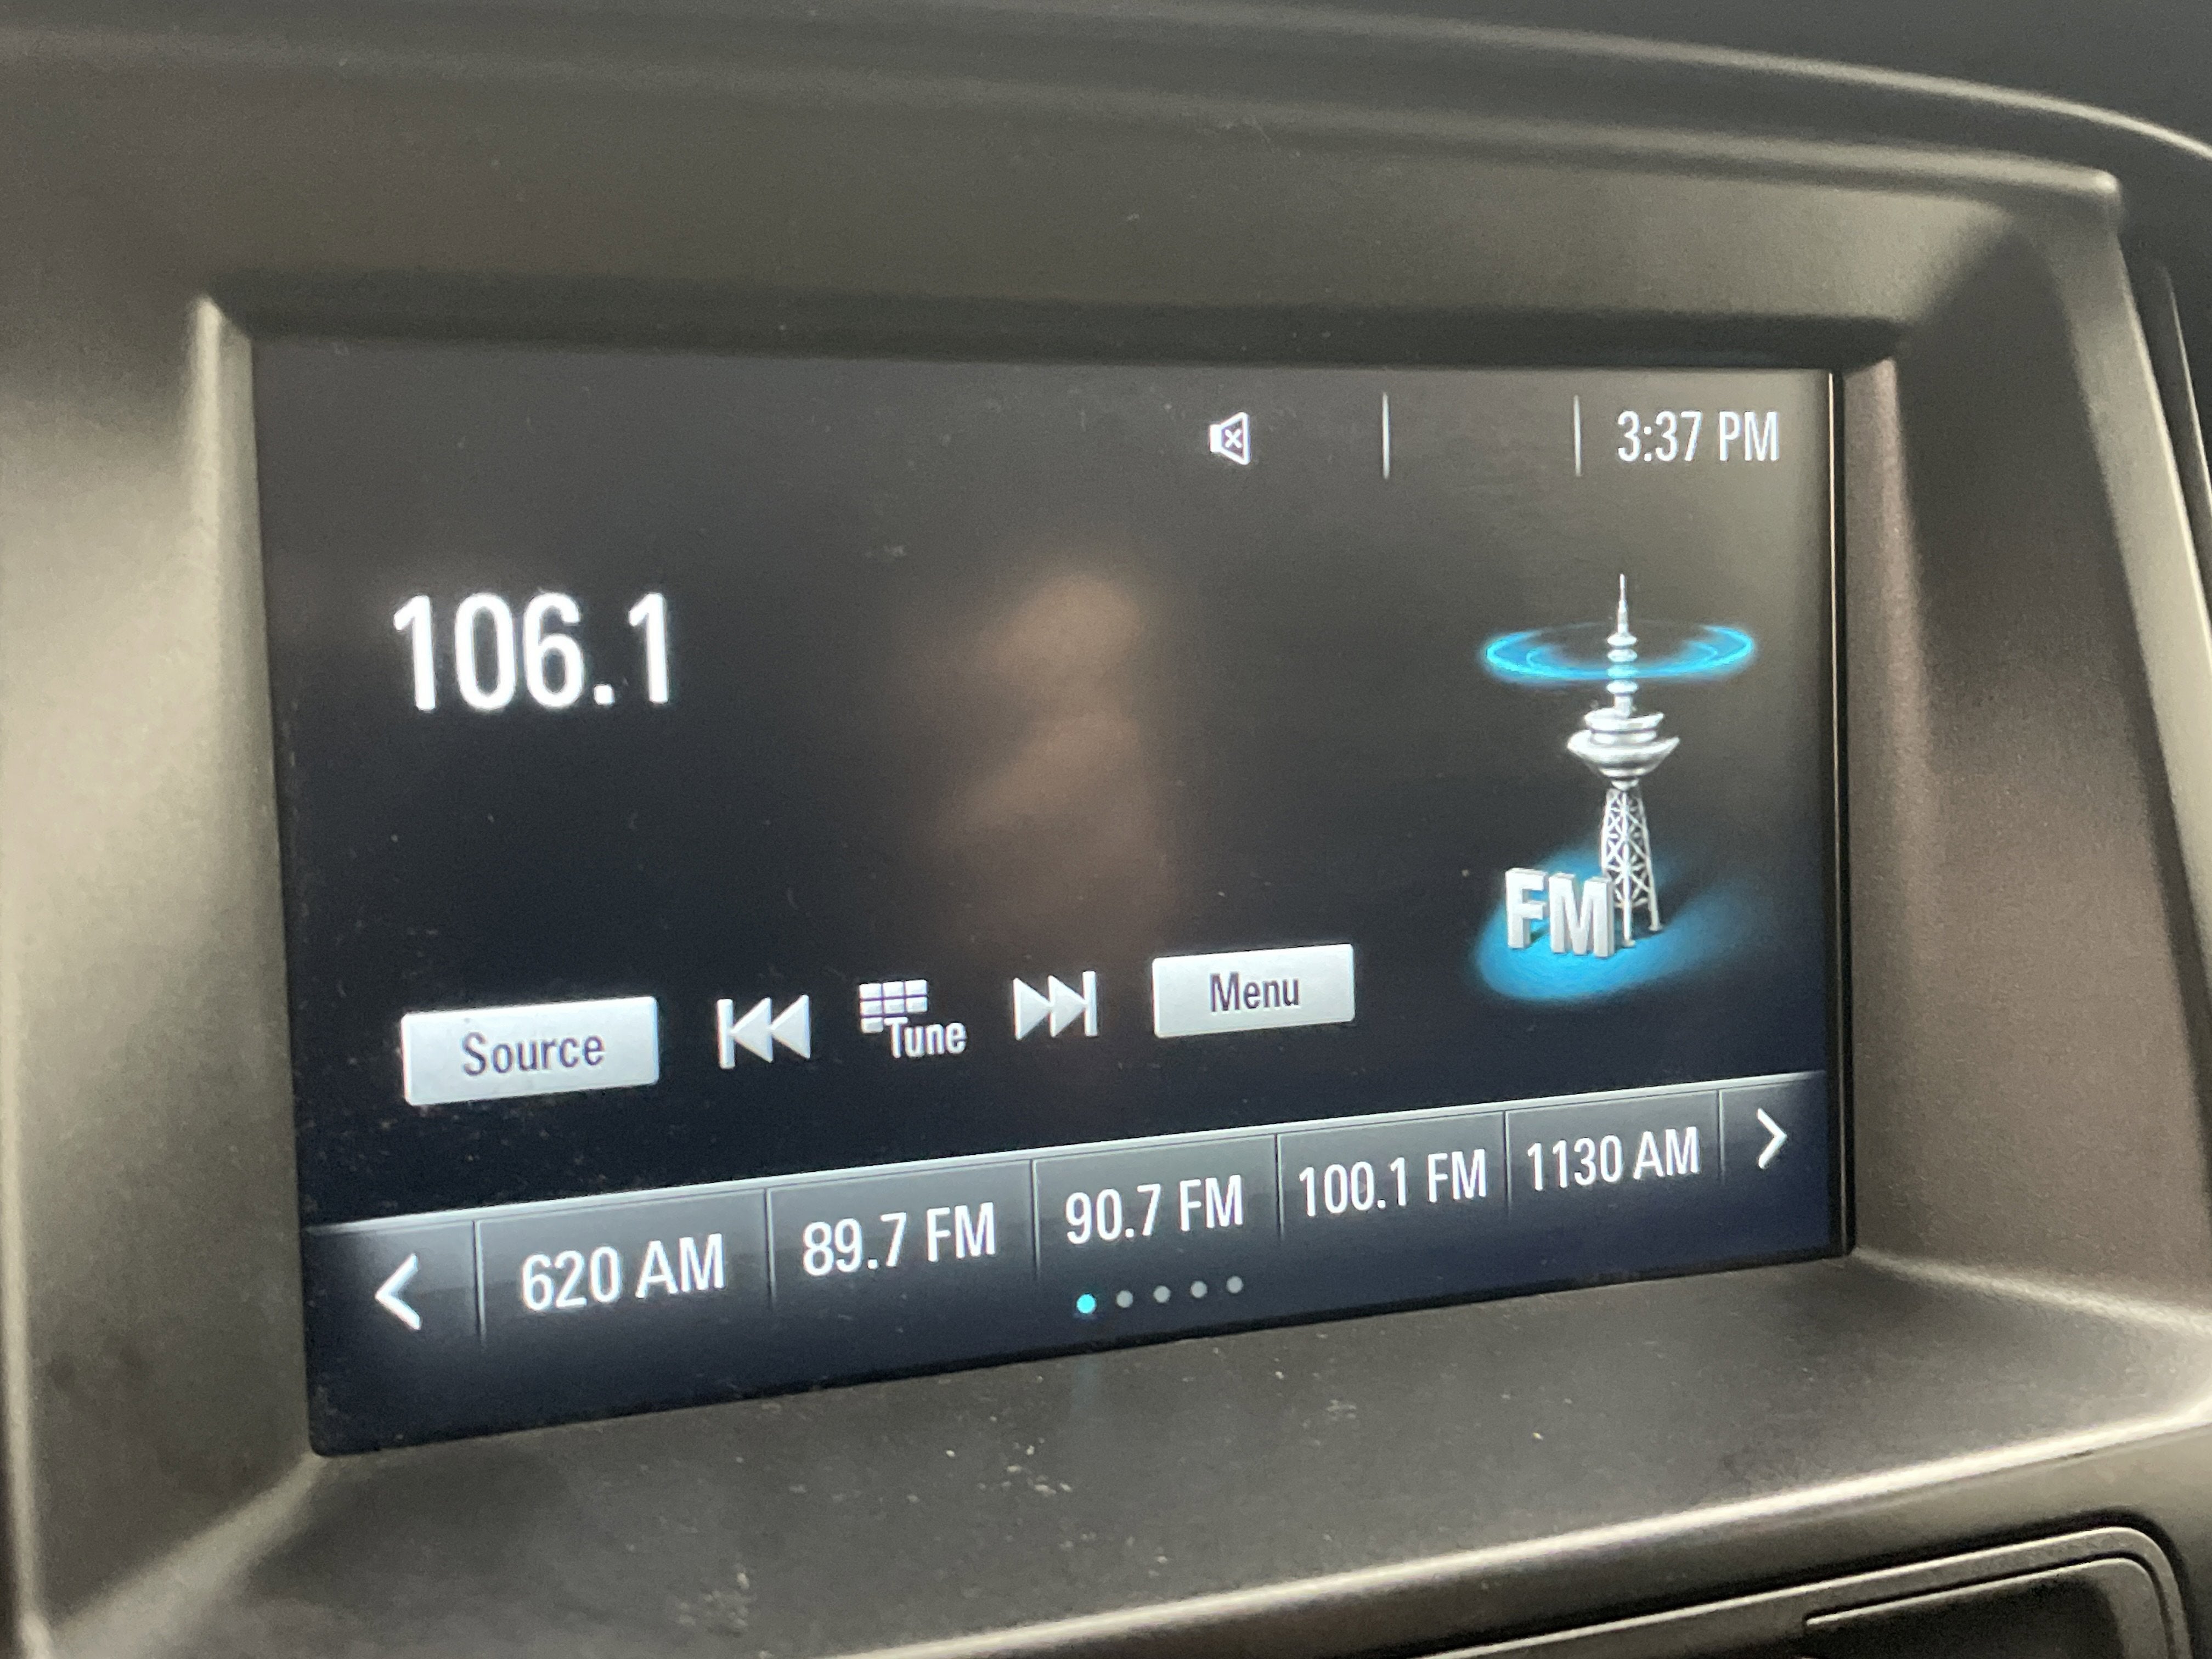 3:37 PM
106.1
FM
Source Tune Menu
620 AM 89.7 FM 90.7 FM 100.1 FM 1130 AM